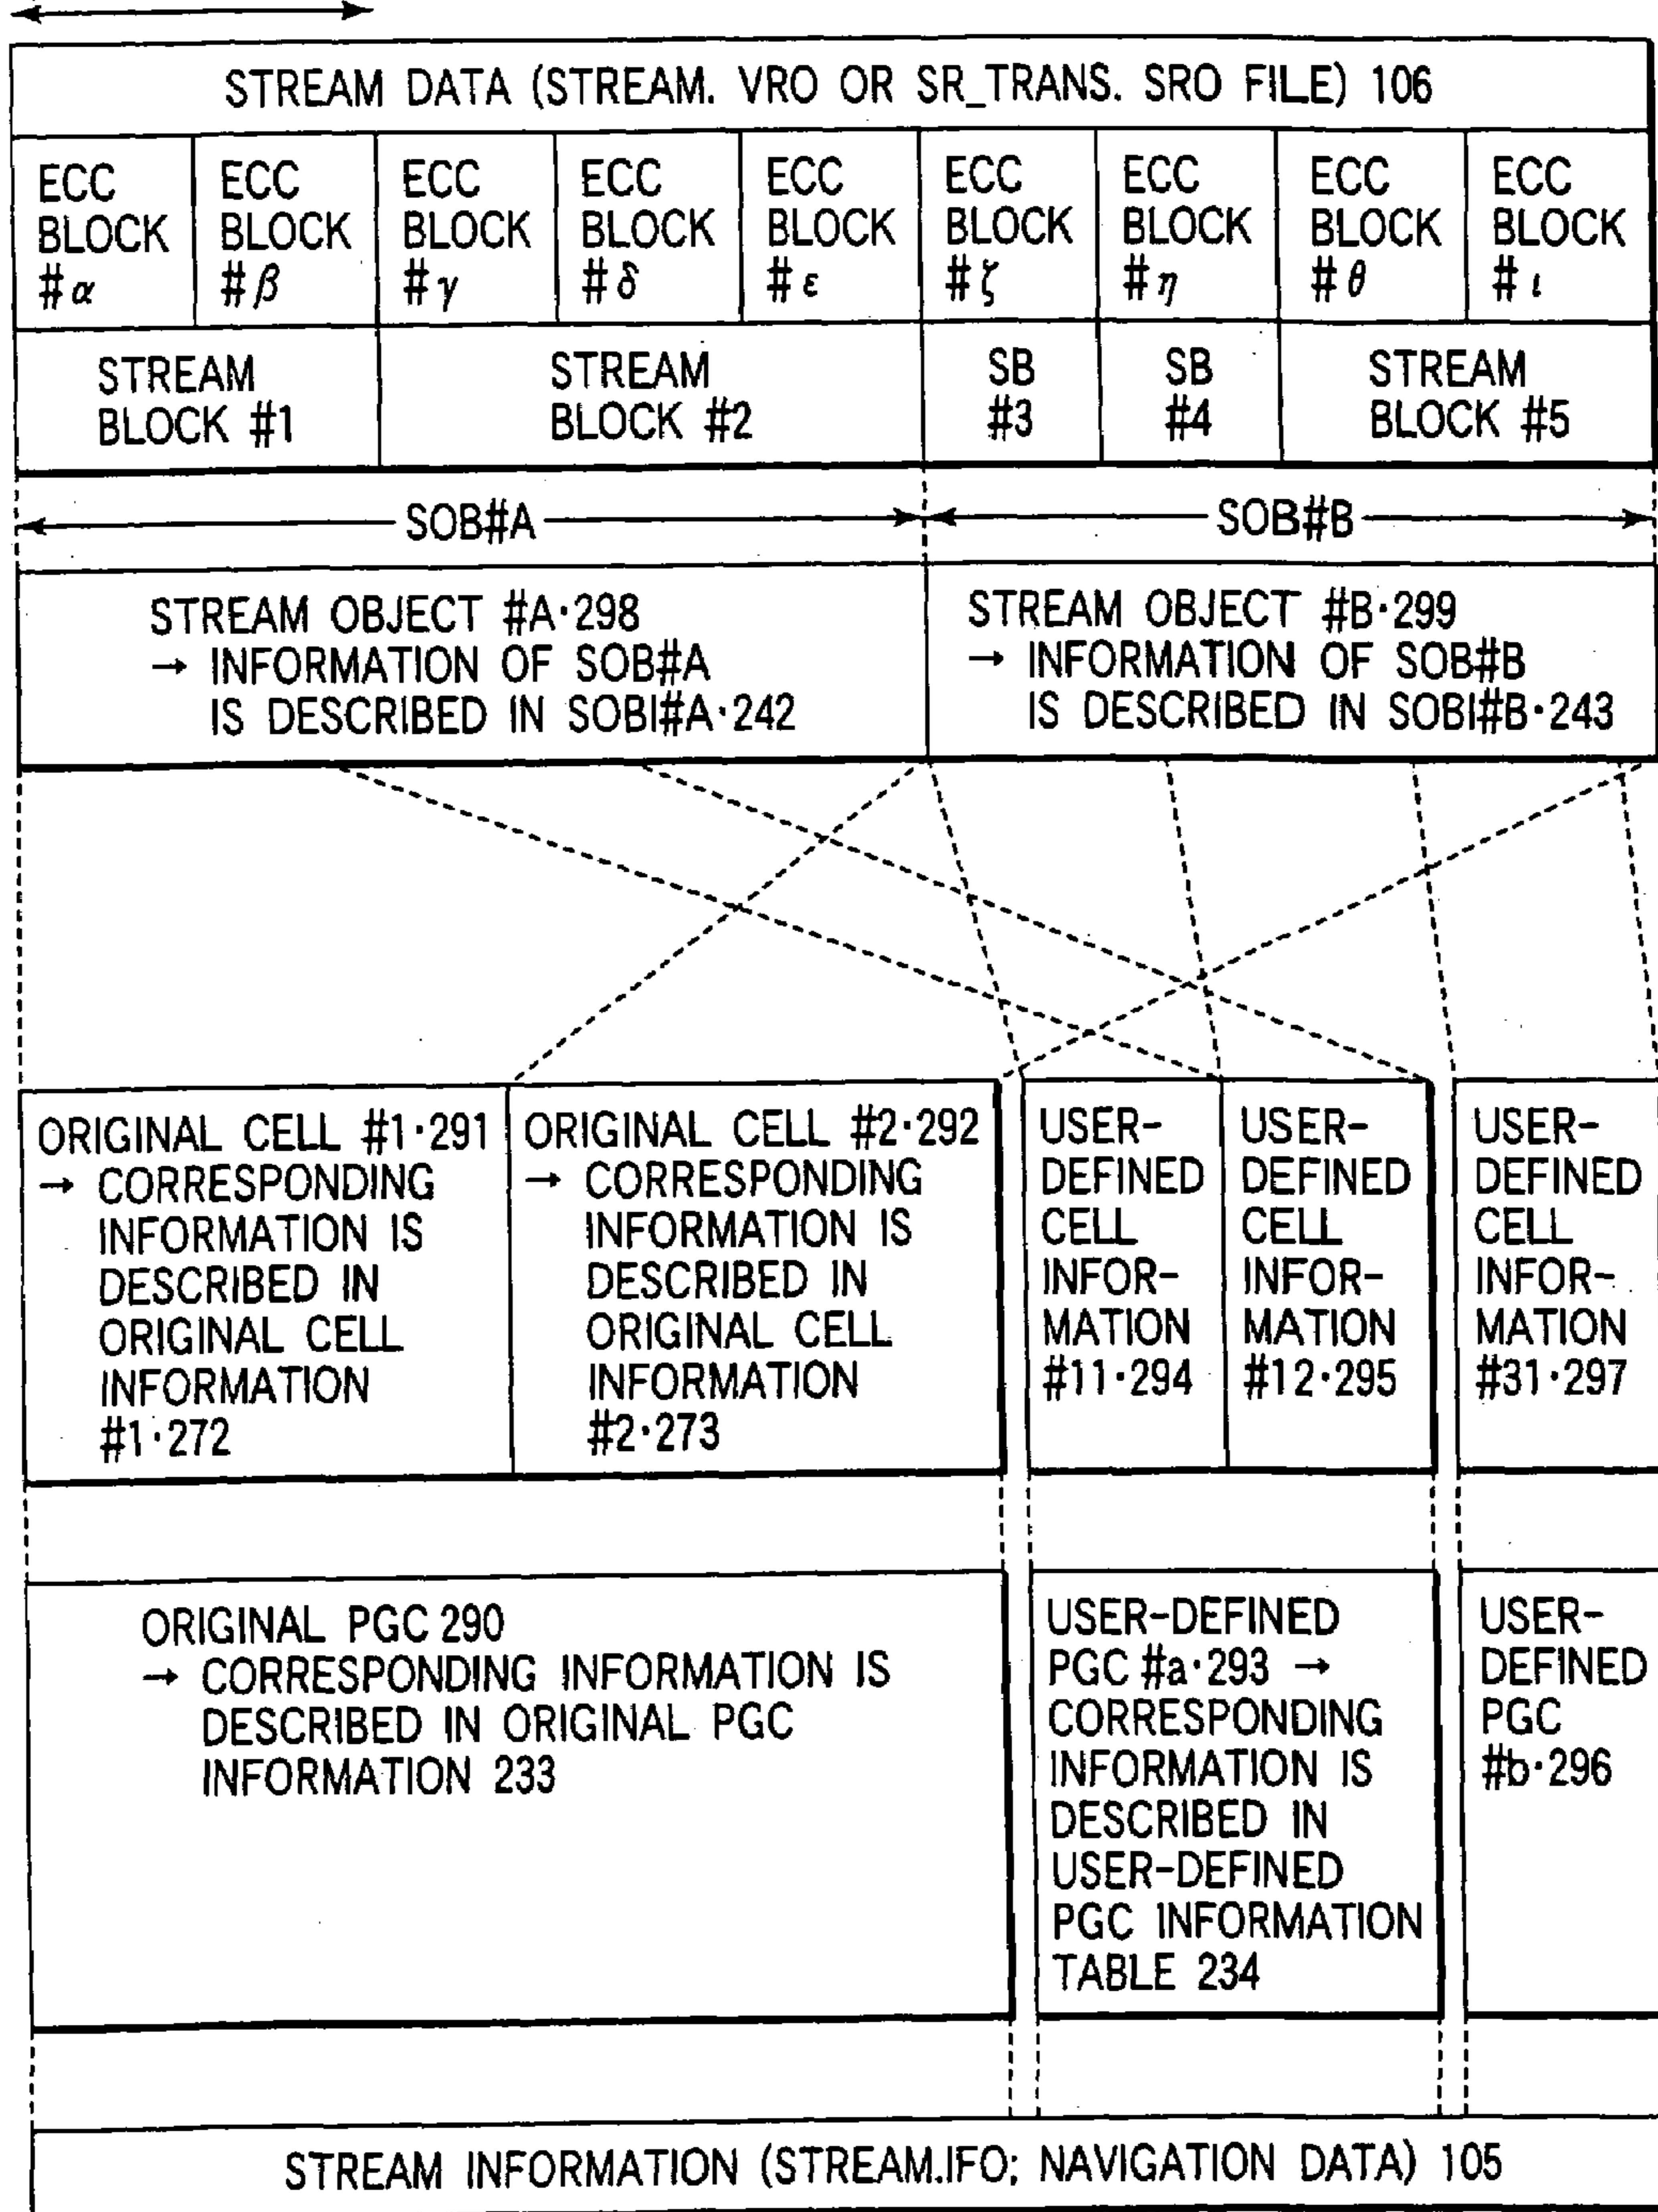 STREAM DATA (STREAM. VRO OR SR_TRANS. SRO FILE) 106
ECC
BLOCK
#α
ECC
BLOCK
#β
ECC
BLOCK
#γ
ECC
BLOCK
#δ
ECC
BLOCK
#ε
ECC
BLOCK
#ζ
ECC
BLOCK
#η
ECC
BLOCK
#θ
ECC
BLOCK
#ι
STREAM
BLOCK #1
STREAM
BLOCK #2
SB
#3
SB
#4
STREAM
BLOCK #5
SOB#A
SOB#B
STREAM OBJECT #A·298
→ INFORMATION OF SOB#A
IS DESCRIBED IN SOBI#A·242
STREAM OBJECT #B·299
→ INFORMATION OF SOB#B
IS DESCRIBED IN SOBI#B·243
ORIGINAL CELL #1·291
→ CORRESPONDING
INFORMATION IS
DESCRIBED IN
ORIGINAL CELL
INFORMATION
#1·272
ORIGINAL CELL #2·292
→ CORRESPONDING
INFORMATION IS
DESCRIBED IN
ORIGINAL CELL
INFORMATION
#2·273
USER-
DEFINED
CELL
INFOR-
MATION
#11·294
USER-
DEFINED
CELL
INFOR-
MATION
#12·295
USER-
DEFINED
CELL
INFOR-
MATION
#31·297
ORIGINAL PGC 290
→ CORRESPONDING INFORMATION IS
DESCRIBED IN ORIGINAL PGC
INFORMATION 233
USER-DEFINED
PGC #a·293 →
CORRESPONDING
INFORMATION IS
DESCRIBED IN
USER-DEFINED
PGC INFORMATION
TABLE 234
USER-
DEFINED
PGC
#b·296
STREAM INFORMATION (STREAM.IFO; NAVIGATION DATA) 105